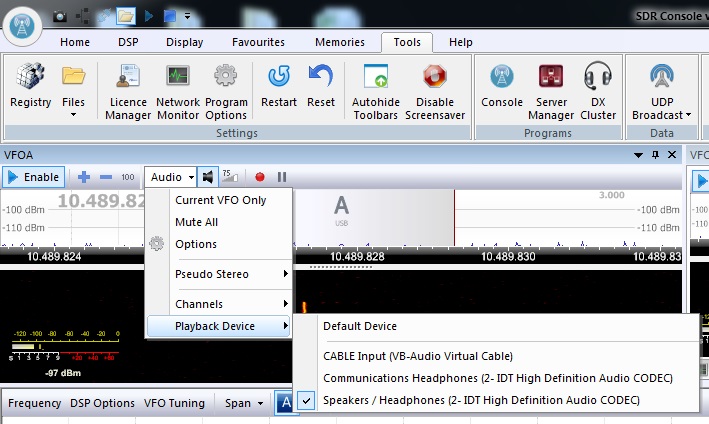 SDR Console v
Home DSP Display Favourites Memories Tools Help
Registry Files Licence Manager Network Monitor Program Options Restart Reset Autohide Toolbars Disable Screensaver Console Server Manager DX Cluster UDP Broadcast
Settings Programs Data
VFOA VFO
Enable 100 Audio 75
10.489.82 A 3.000
USB
-100 dBm -100 dBm -100
-110 dBm -110 dBm -110
10.489.824 10.489.828 10.489.830 10.489.83
Current VFO Only
Mute All
Options
Pseudo Stereo
Channels
Playback Device
Default Device
CABLE Input (VB-Audio Virtual Cable)
Communications Headphones (2- IDT High Definition Audio CODEC)
Speakers / Headphones (2- IDT High Definition Audio CODEC)
-120 -100 -80 -60 -40 -20 0
S 1 3 5 7 9 +20 +40 +60
-97 dBm
Frequency DSP Options VFO Tuning Span A